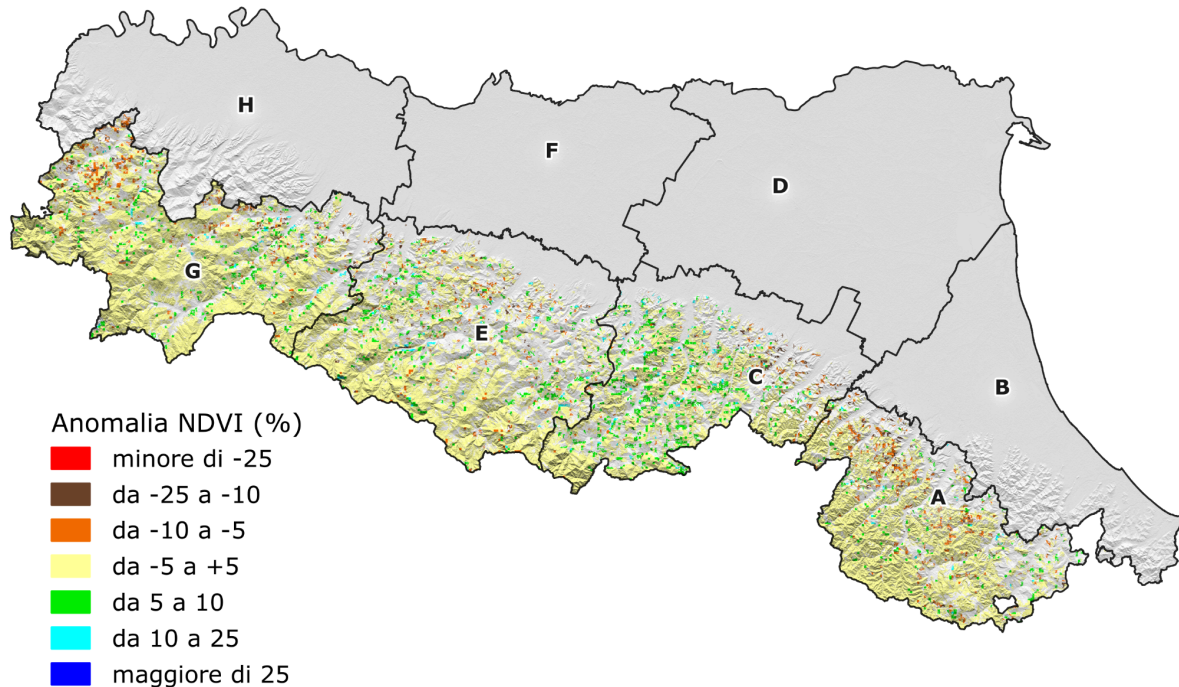 H
F
D
G
E
C
B
A
Anomalia NDVI (%)
minore di -25
da -25 a -10
da -10 a -5
da -5 a +5
da 5 a 10
da 10 a 25
maggiore di 25